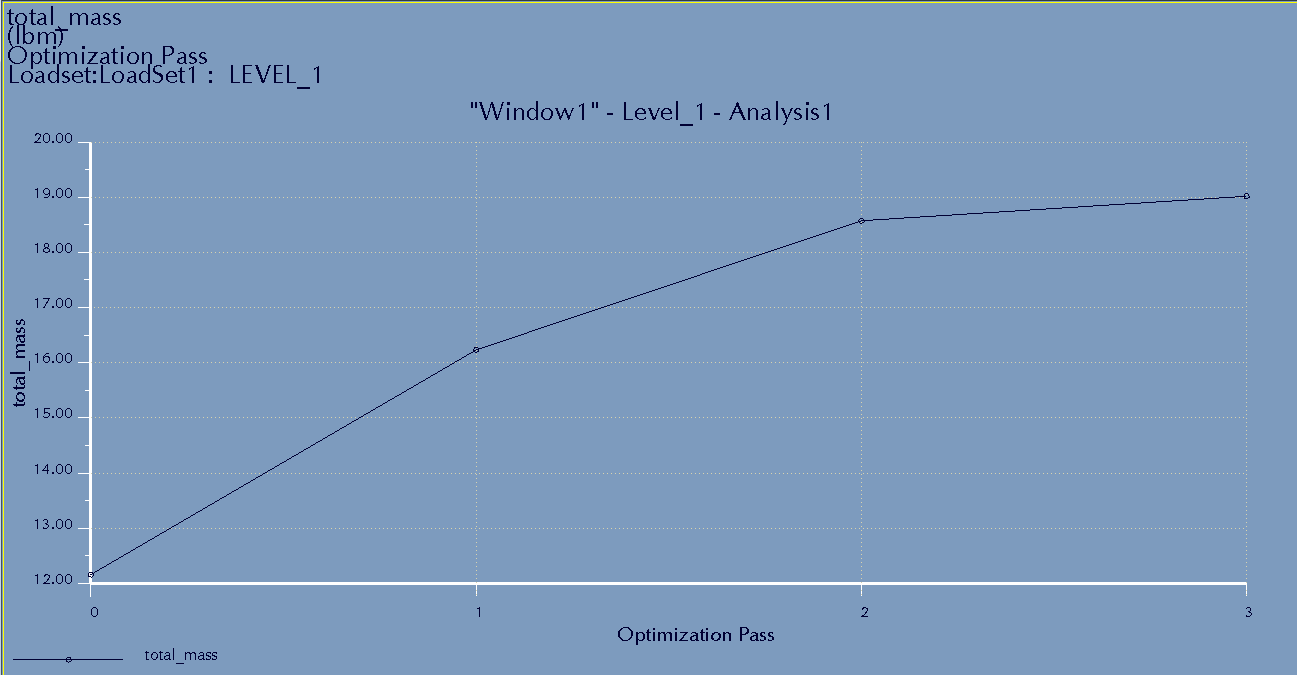 total_mass
(lbm)
Optimization Pass
Loadset:LoadSet1 : LEVEL_1
"Window1" - Level_1 - Analysis1
20.00
19.00
18.00
17.00
16.00
15.00
14.00
13.00
12.00
total_mass
0 1 2 3
Optimization Pass
total_mass